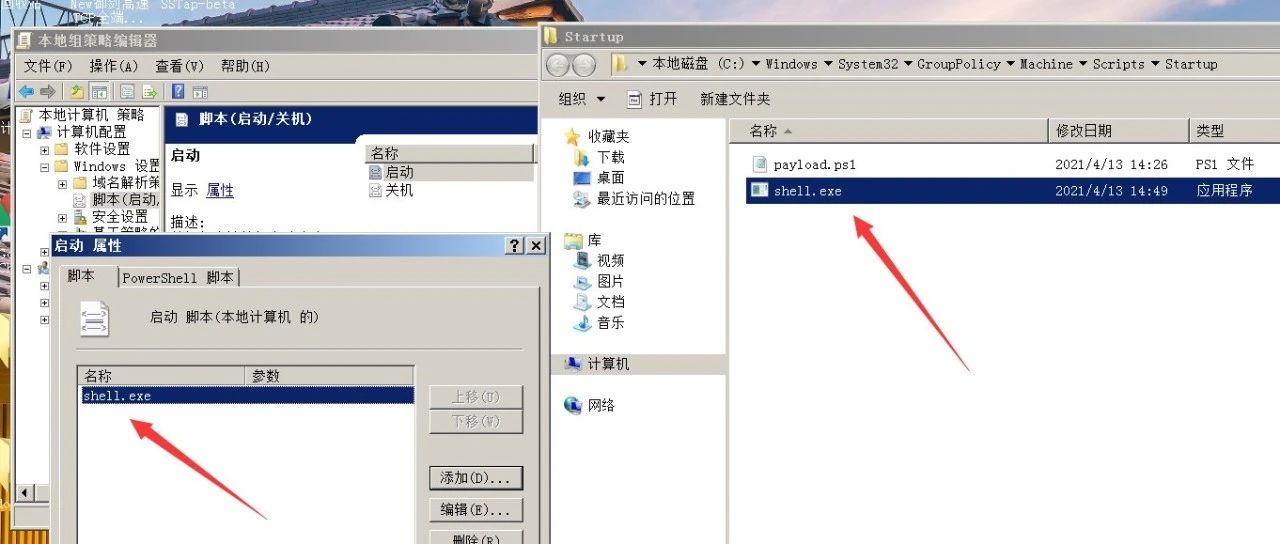 New御剑高速 SSTap-beta
TCP全端...
本地组策略编辑器
文件(F) 操作(A) 查看(V) 帮助(H)
本地计算机 策略
计算机配置
软件设置
Windows 设置
域名解析策
脚本(启动/
安全设置
基于策略的
脚本(启动/关机)
启动
显示 属性
描述:
名称
启动
关机
启动 属性
脚本
PowerShell 脚本
启动 脚本(本地计算机 的)
名称 参数
shell.exe
上移(U)
下移(W)
添加(D)...
编辑(E)...
删除(R)
Startup
本地磁盘 (C:) Windows System32 GroupPolicy Machine Scripts Startup
组织 打开 新建文件夹
收藏夹
下载
桌面
最近访问的位置
库
视频
图片
文档
音乐
计算机
网络
名称 修改日期 类型
payload.ps1 2021/4/13 14:26 PS1 文件
shell.exe 2021/4/13 14:49 应用程序